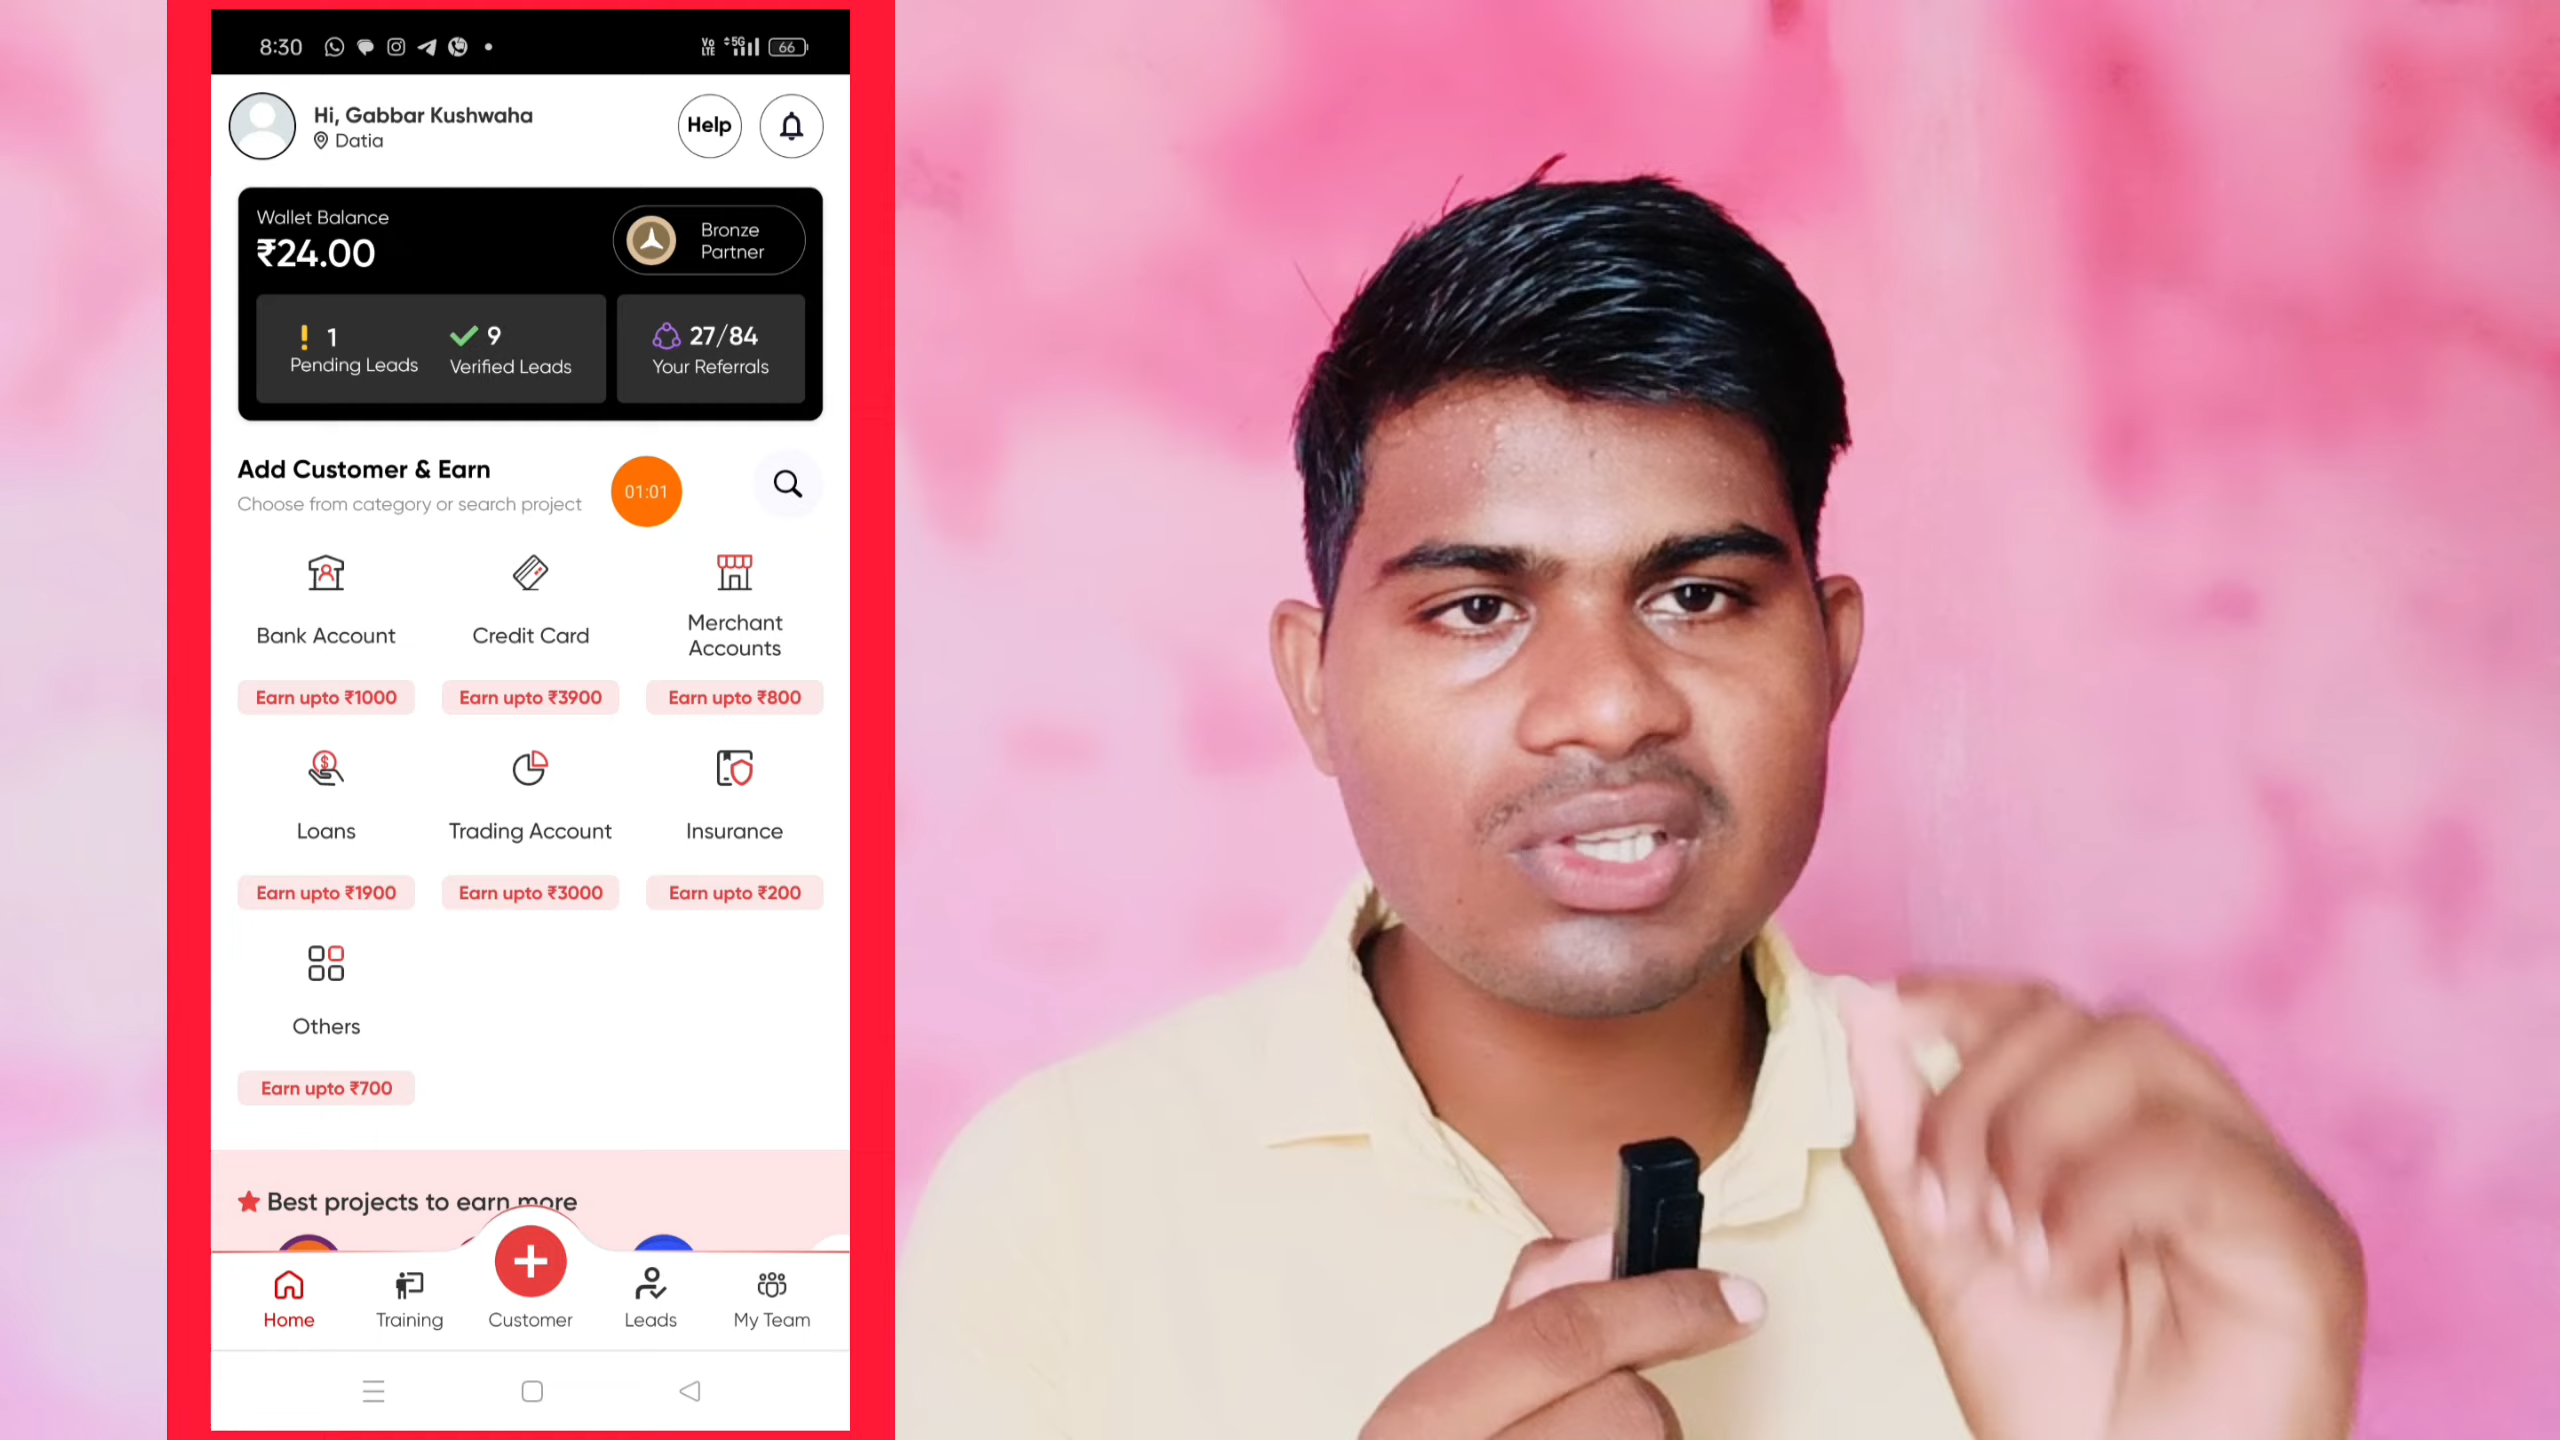 8:30
Vo LTE 5G 66
Hi, Gabbar Kushwaha
Datia
Help
Wallet Balance
₹24.00
Bronze
Partner
! 1
Pending Leads
9
Verified Leads
27/84
Your Referrals
Add Customer & Earn
Choose from category or search project
01:01
Bank Account
Credit Card
Merchant
Accounts
Earn upto ₹1000
Earn upto ₹3900
Earn upto ₹800
Loans
Trading Account
Insurance
Earn upto ₹1900
Earn upto ₹3000
Earn upto ₹200
Others
Earn upto ₹700
Best projects to earn more
Home
Training
Customer
Leads
My Team